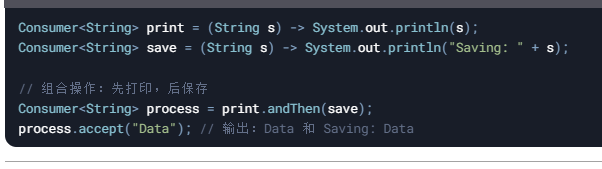 Consumer<String> print = (String s) -> System.out.println(s);
Consumer<String> save = (String s) -> System.out.println("Saving: " + s);
// 组合操作：先打印，后保存
Consumer<String> process = print.andThen(save);
process.accept("Data"); // 输出：Data 和 Saving: Data